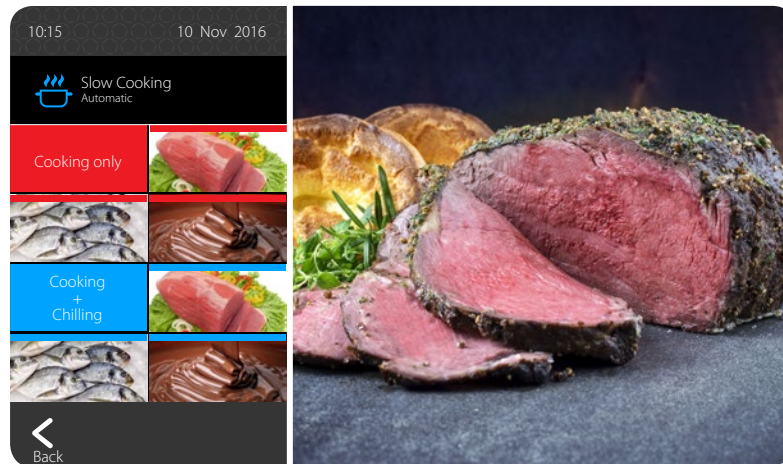 10:15 10 Nov 2016
Slow Cooking
Automatic
Cooking only
Cooking
+
Chilling
Back